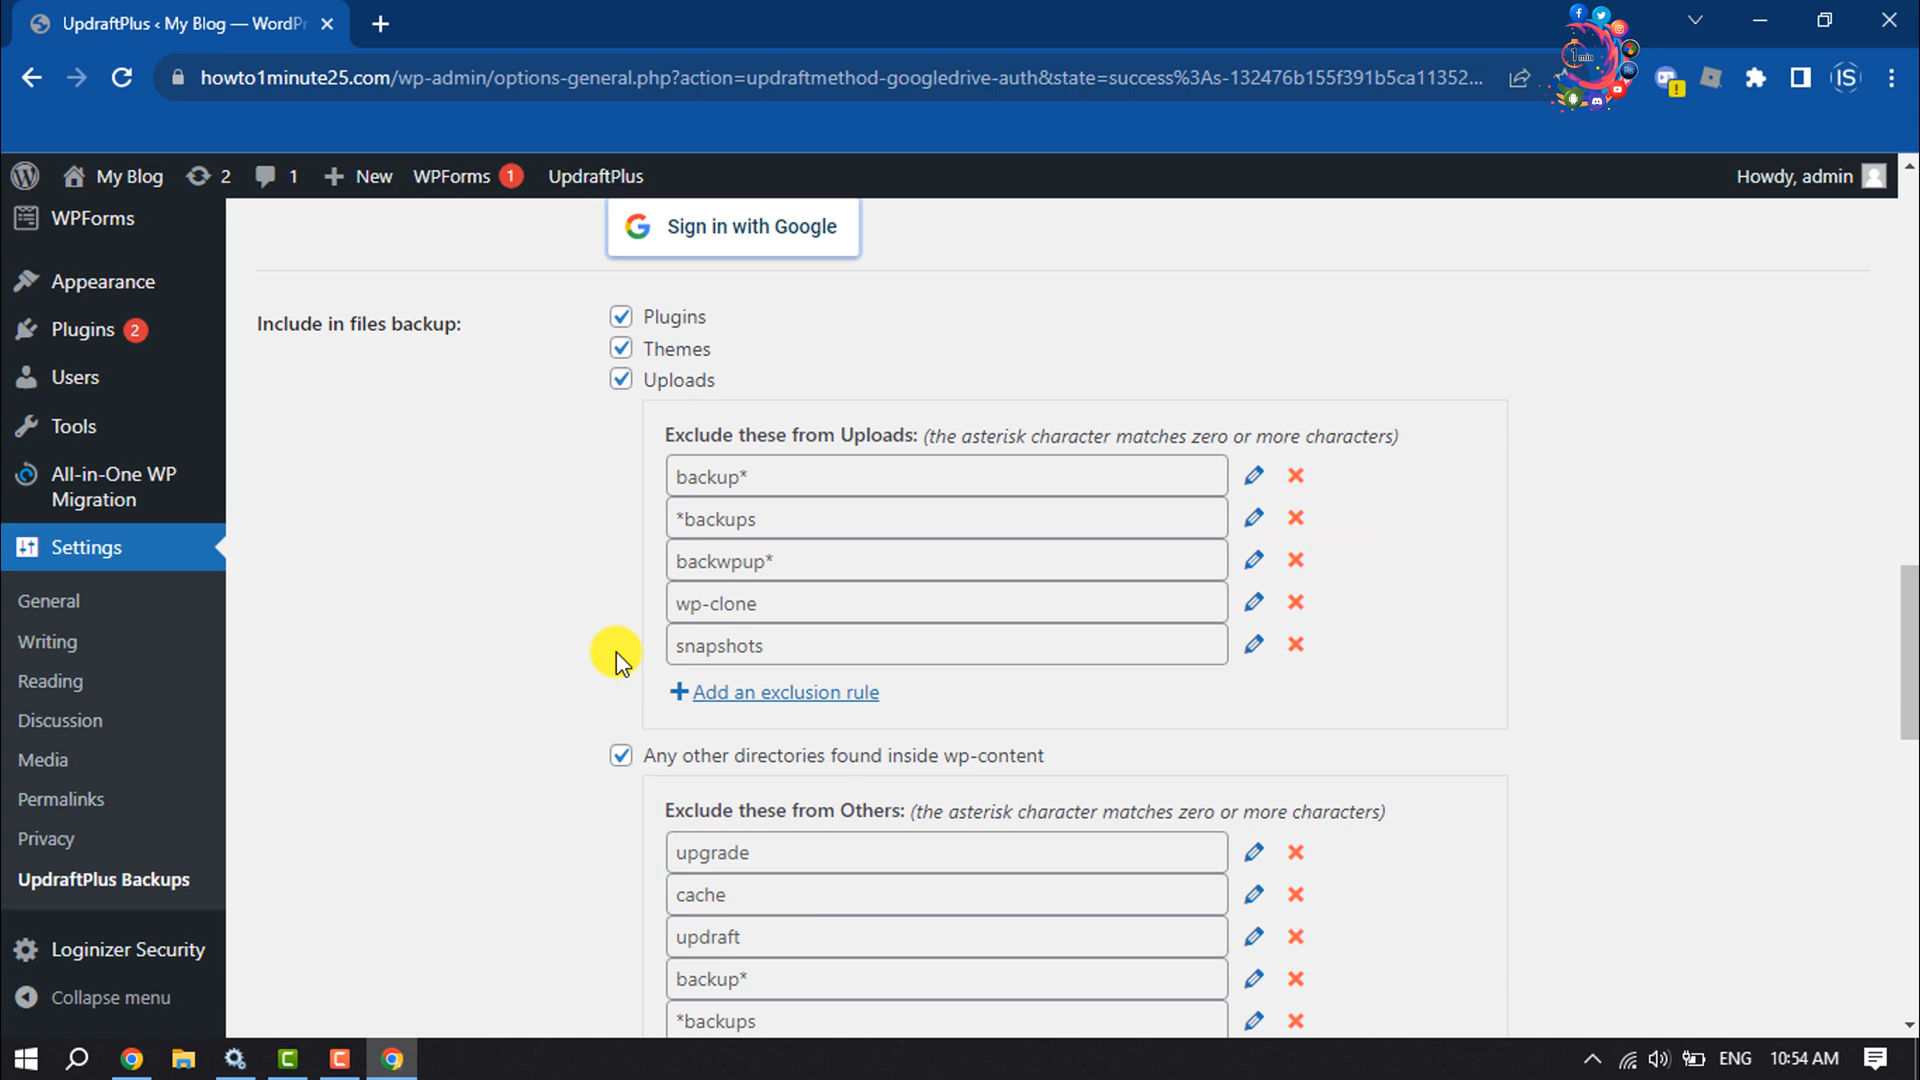 UpdraftPlus ‹ My Blog — WordPr
howto1minute25.com/wp-admin/options-general.php?action=updraftmethod-googledrive-auth&state=success%3As-132476b155f391b5ca11352...
1 min
IS
My Blog
2
1
New
WPForms 1
UpdraftPlus
Howdy, admin
WPForms
Appearance
Plugins 2
Users
Tools
All-in-One WP
Migration
Settings
General
Writing
Reading
Discussion
Media
Permalinks
Privacy
UpdraftPlus Backups
Loginizer Security
Collapse menu
Sign in with Google
Include in files backup:
Plugins
Themes
Uploads
Exclude these from Uploads: (the asterisk character matches zero or more characters)
backup*
*backups
backwpup*
wp-clone
snapshots
Add an exclusion rule
Any other directories found inside wp-content
Exclude these from Others: (the asterisk character matches zero or more characters)
upgrade
cache
updraft
backup*
*backups
ENG
10:54 AM